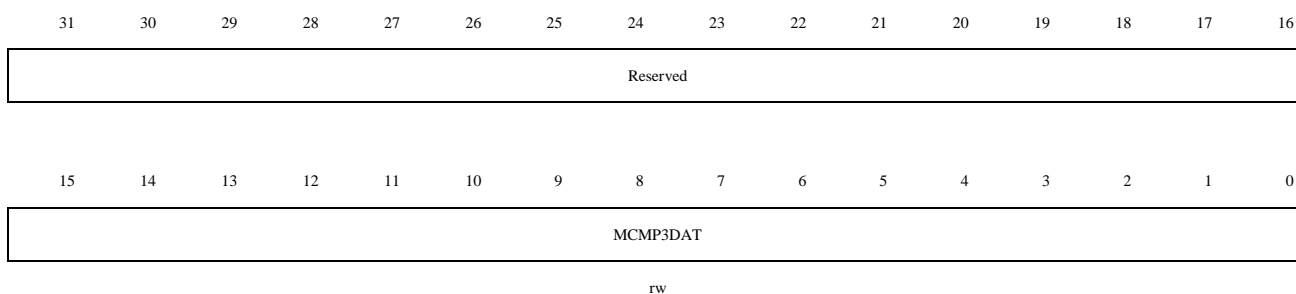 31 30 29 28 27 26 25 24 23 22 21 20 19 18 17 16
Reserved
15 14 13 12 11 10 9 8 7 6 5 4 3 2 1 0
MCMP3DAT
rw